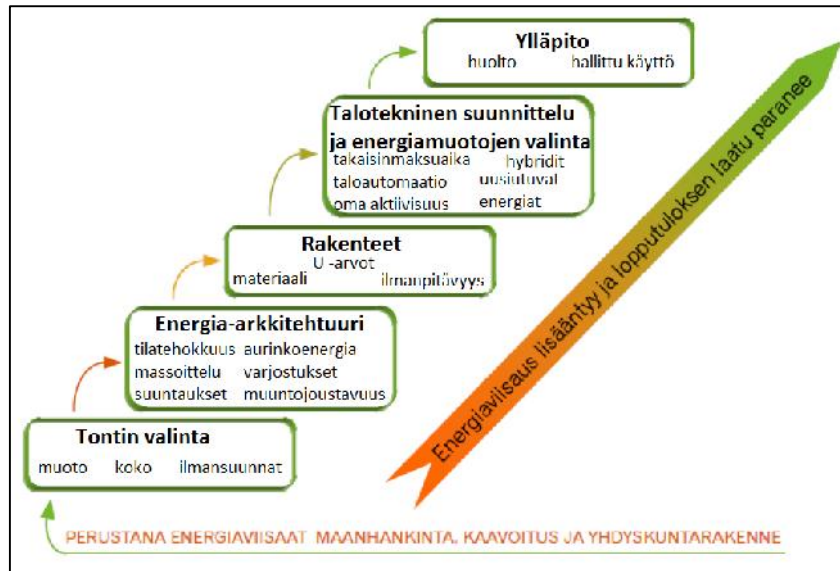 Ylläpito
huolto hallittu käyttö
Talotekninen suunnittelu
ja energiamuotojen valinta
takaisinmaksuaika hybridit
taloautomaatio uusiutuvat
oma aktiivisuus energiat
Rakenteet
U -arvot
materiaali ilmanpitävyys
Energia-arkkitehtuuri
tilatehokkuus aurinkoenergia
massoittelu varjostukset
suuntaukset muuntojoustavuus
Tontin valinta
muoto koko ilmansuunnat
Energiaviisaus lisääntyy ja lopputuloksen laatu paranee
PERUSTANA ENERGIAVIISAAT MAANHANKINTA, KAAVOITUS JA YHDYSKUNTARAKENNE